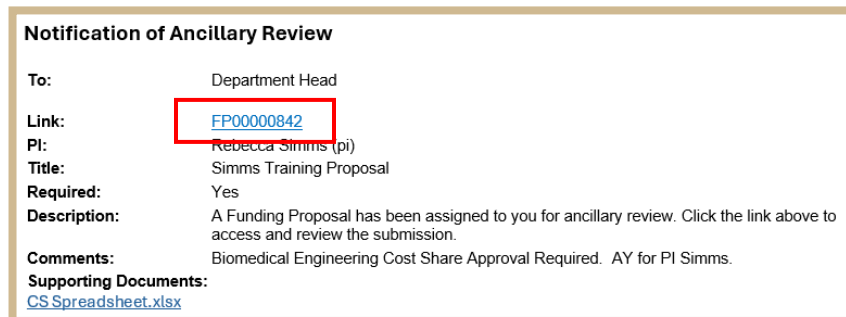 Notification of Ancillary Review
To: Department Head
Link: FP00000842
PI: Rebecca Simms (pi)
Title: Simms Training Proposal
Required: Yes
Description: A Funding Proposal has been assigned to you for ancillary review. Click the link above to
access and review the submission.
Comments: Biomedical Engineering Cost Share Approval Required. AY for PI Simms.
Supporting Documents:
CS Spreadsheet.xlsx